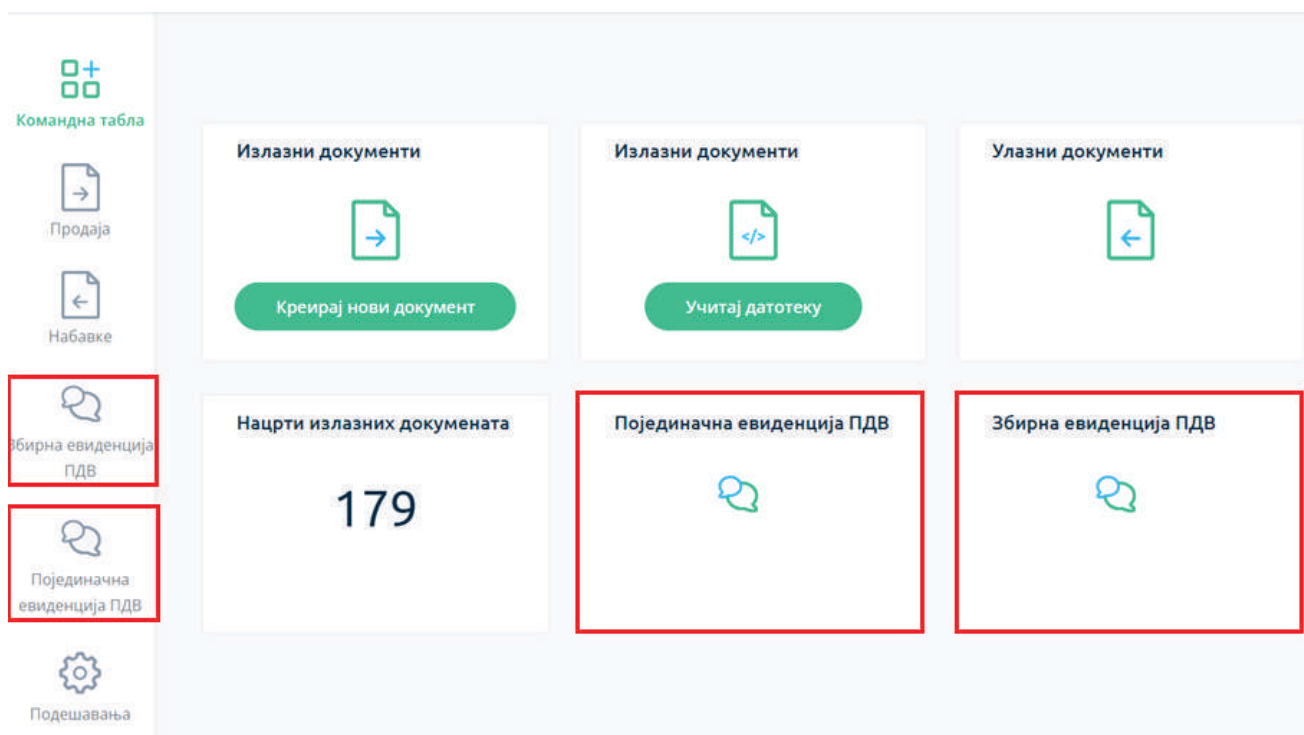 Командна табла
Продаја
Набавке
Збирна евиденција
ПДВ
Појединачна
евиденција ПДВ
Подешавања
Излазни документи
Креирај нови документ
Излазни документи
</>
Учитај датотеку
Улазни документи
Нацрти излазних докумената
179
Појединачна евиденција ПДВ
Збирна евиденција ПДВ